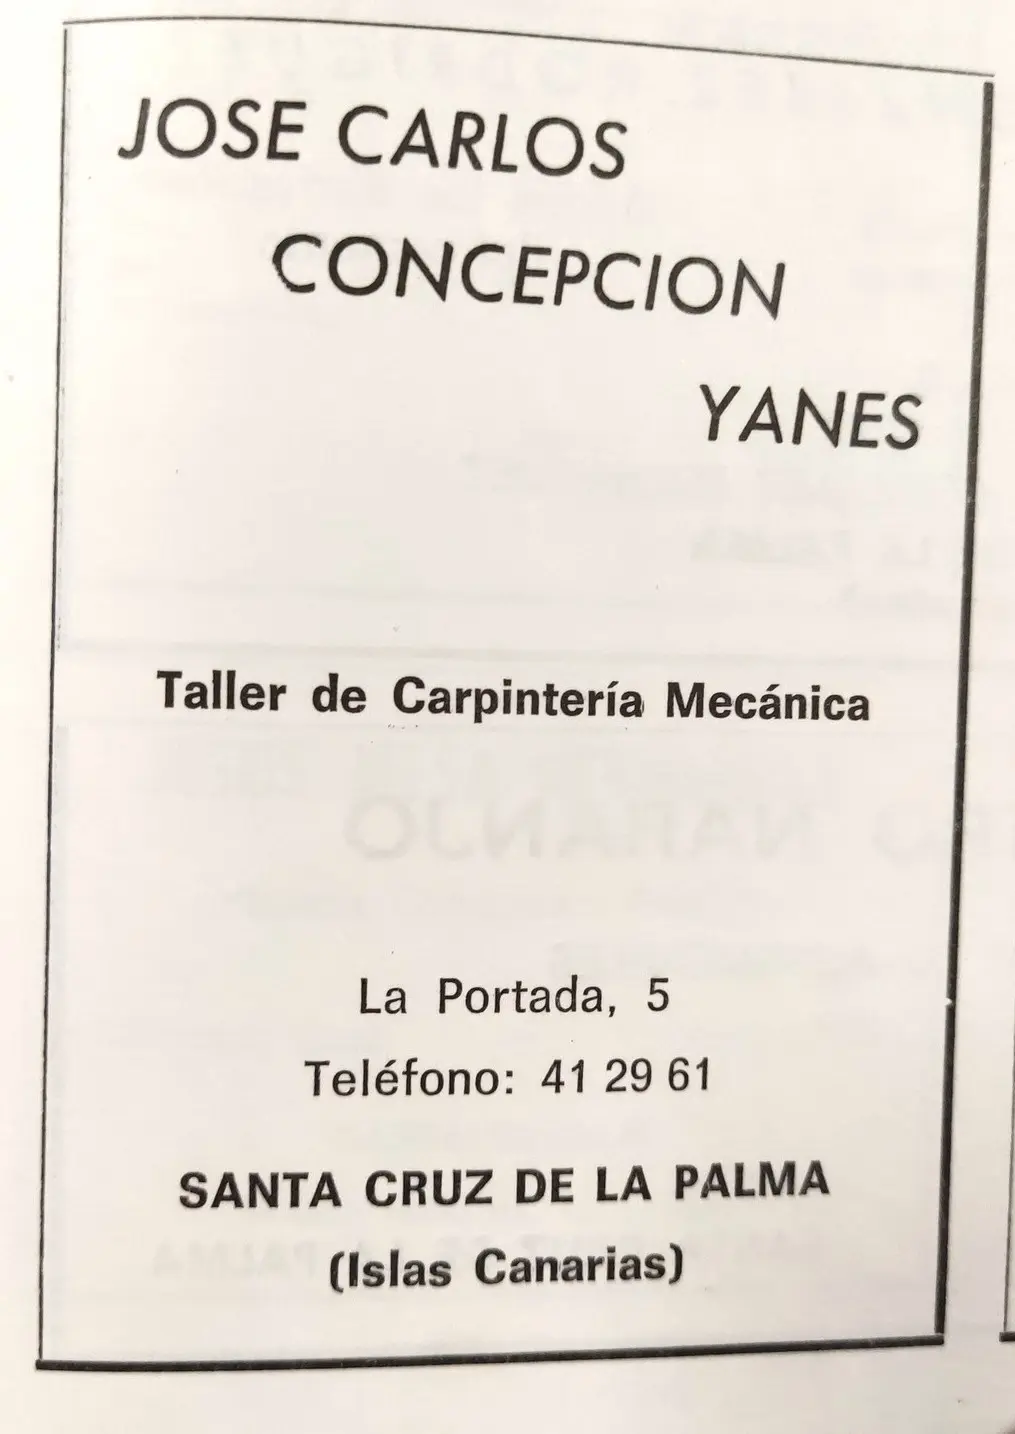 JOSE CARLOS
CONCEPCION
YANES
Taller de Carpintería Mecánica
La Portada, 5
Teléfono: 41 29 61
SANTA CRUZ DE LA PALMA
(Islas Canarias)